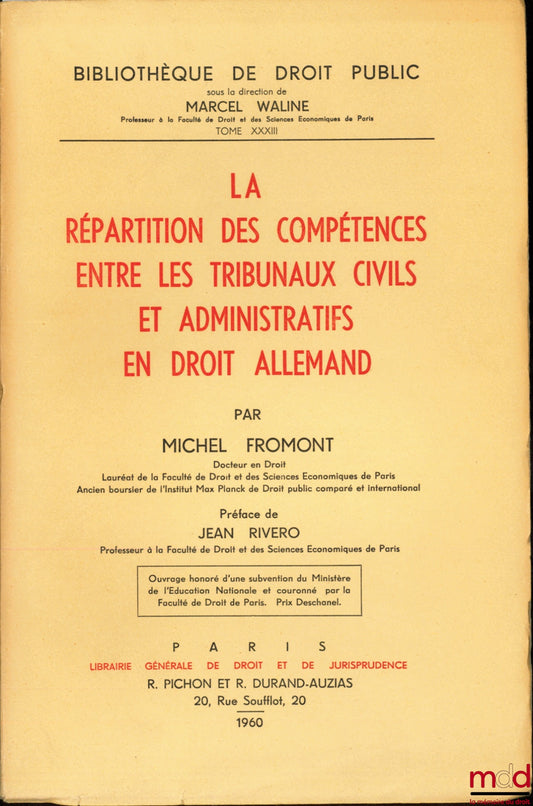 BIBLIOTHÈQUE DE DROIT PUBLIC
sous la direction de
MARCEL WALINE
Professeur à la Faculté de Droit et des Sciences Economiques de Paris
TOME XXXIII
LA
RÉPARTITION DES COMPÉTENCES
ENTRE LES TRIBUNAUX CIVILS
ET ADMINISTRATIFS
EN DROIT ALLEMAND
PAR
MICHEL FROMONT
Docteur en Droit
Lauréat de la Faculté de Droit et des Sciences Economiques de Paris
Ancien boursier de l'Institut Max Planck de Droit public comparé et international
Préface de
JEAN RIVERO
Professeur à la Faculté de Droit et des Sciences Economiques de Paris
Ouvrage honoré d'une subvention du Ministère
de l'Education Nationale et couronné par la
Faculté de Droit de Paris. Prix Deschanel.
PARIS
LIBRAIRIE GÉNÉRALE DE DROIT ET DE JURISPRUDENCE
R. PICHON ET R. DURAND-AUZIAS
20, Rue Soufflot, 20
1960
mdd
la mémoire du droit